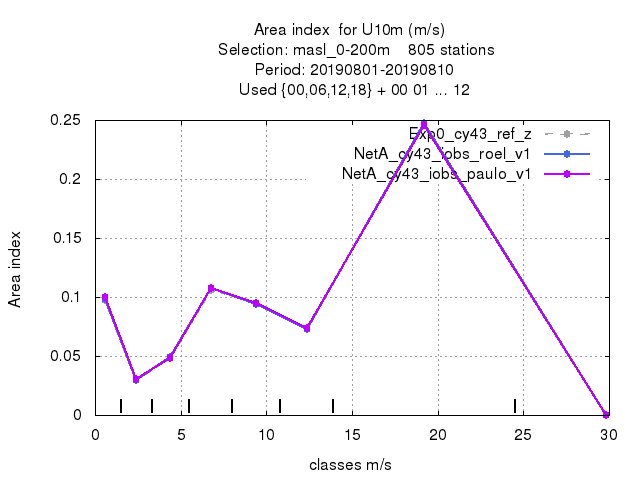 Area index  for U10m (m/s)
Selection: masl_0-200m    805 stations
Period: 20190801-20190810
Used {00,06,12,18} + 00 01 ... 12
Exp0_cy43_ref_z
NetA_cy43_iobs_roel_v1
NetA_cy43_iobs_paulo_v1
0.25
0.2
0.15
0.1
0.05
0
Area index
0 5 10 15 20 25 30
classes m/s